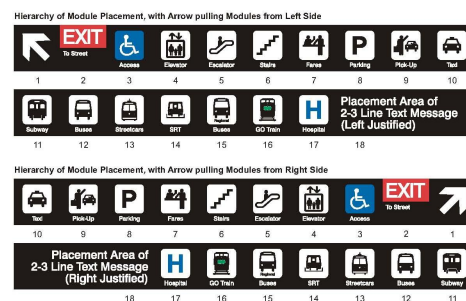 Hierarchy of Module Placement, with Arrow pulling Modules from Left Side
EXIT
To Street
P
Access Elevator Escalator Stairs Fares Parking Pick-Up Taxi
1 2 3 4 5 6 7 8 9 10
H
Placement Area of
2-3 Line Text Message
(Left Justified)
Subway Buses Streetcars SRT Regional Buses GO Train Hospital
11 12 13 14 15 16 17 18
Hierarchy of Module Placement, with Arrow pulling Modules from Right Side
P
EXIT
To Street
Taxi Pick-Up Parking Fares Stairs Escalator Elevator Access
10 9 8 7 6 5 4 3 2 1
Placement Area of
2-3 Line Text Message
(Right Justified)
H
Hospital GO Train Regional Buses SRT Streetcars Buses Subway
18 17 16 15 14 13 12 11